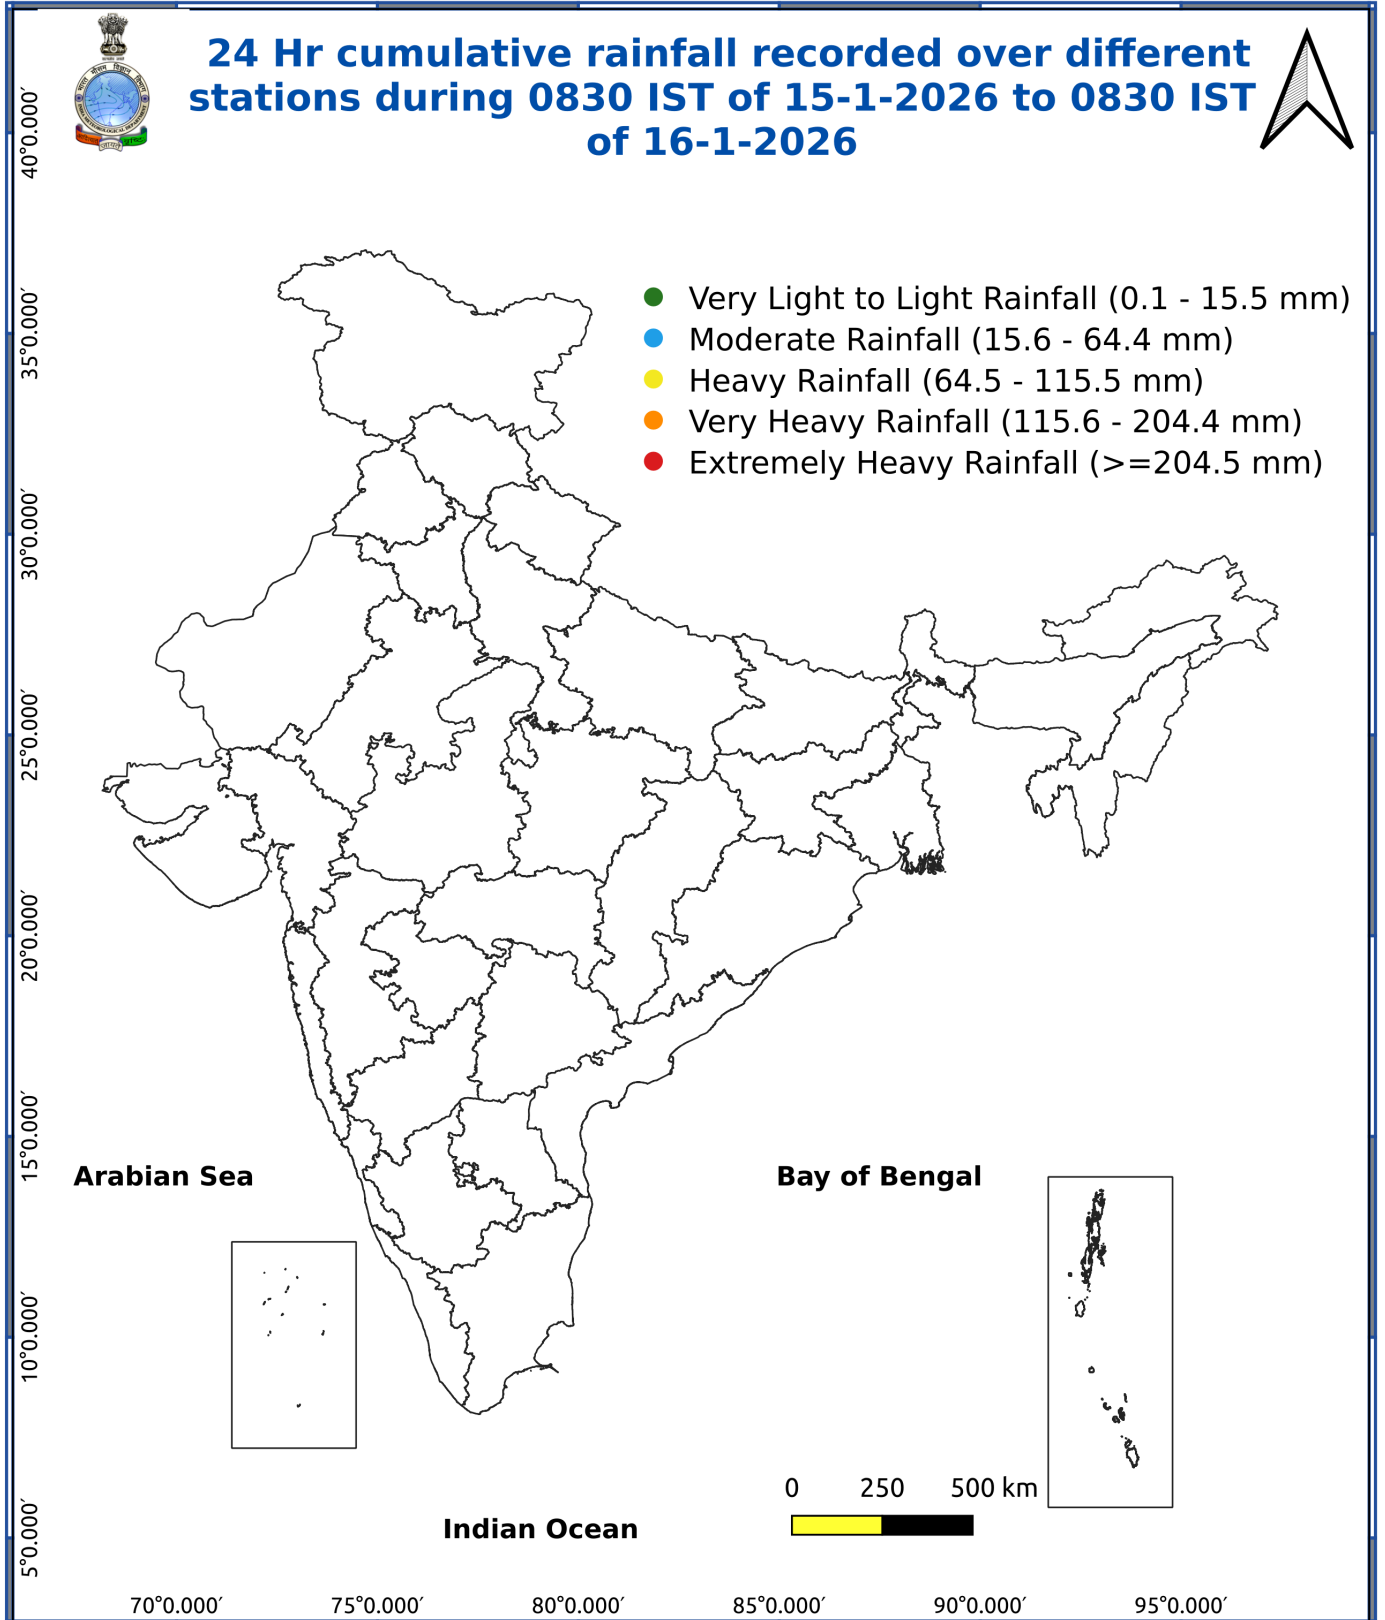 24 Hr cumulative rainfall recorded over different
stations during 0830 IST of 15-1-2026 to 0830 IST
of 16-1-2026
Very Light to Light Rainfall (0.1 - 15.5 mm)
Moderate Rainfall (15.6 - 64.4 mm)
Heavy Rainfall (64.5 - 115.5 mm)
Very Heavy Rainfall (115.6 - 204.4 mm)
Extremely Heavy Rainfall (>=204.5 mm)
40°0.000′
35°0.000′
30°0.000′
25°0.000′
20°0.000′
15°0.000′
10°0.000′
5°0.000′
Arabian Sea
Bay of Bengal
Indian Ocean
0 250 500 km
70°0.000′ 75°0.000′ 80°0.000′ 85°0.000′ 90°0.000′ 95°0.000′